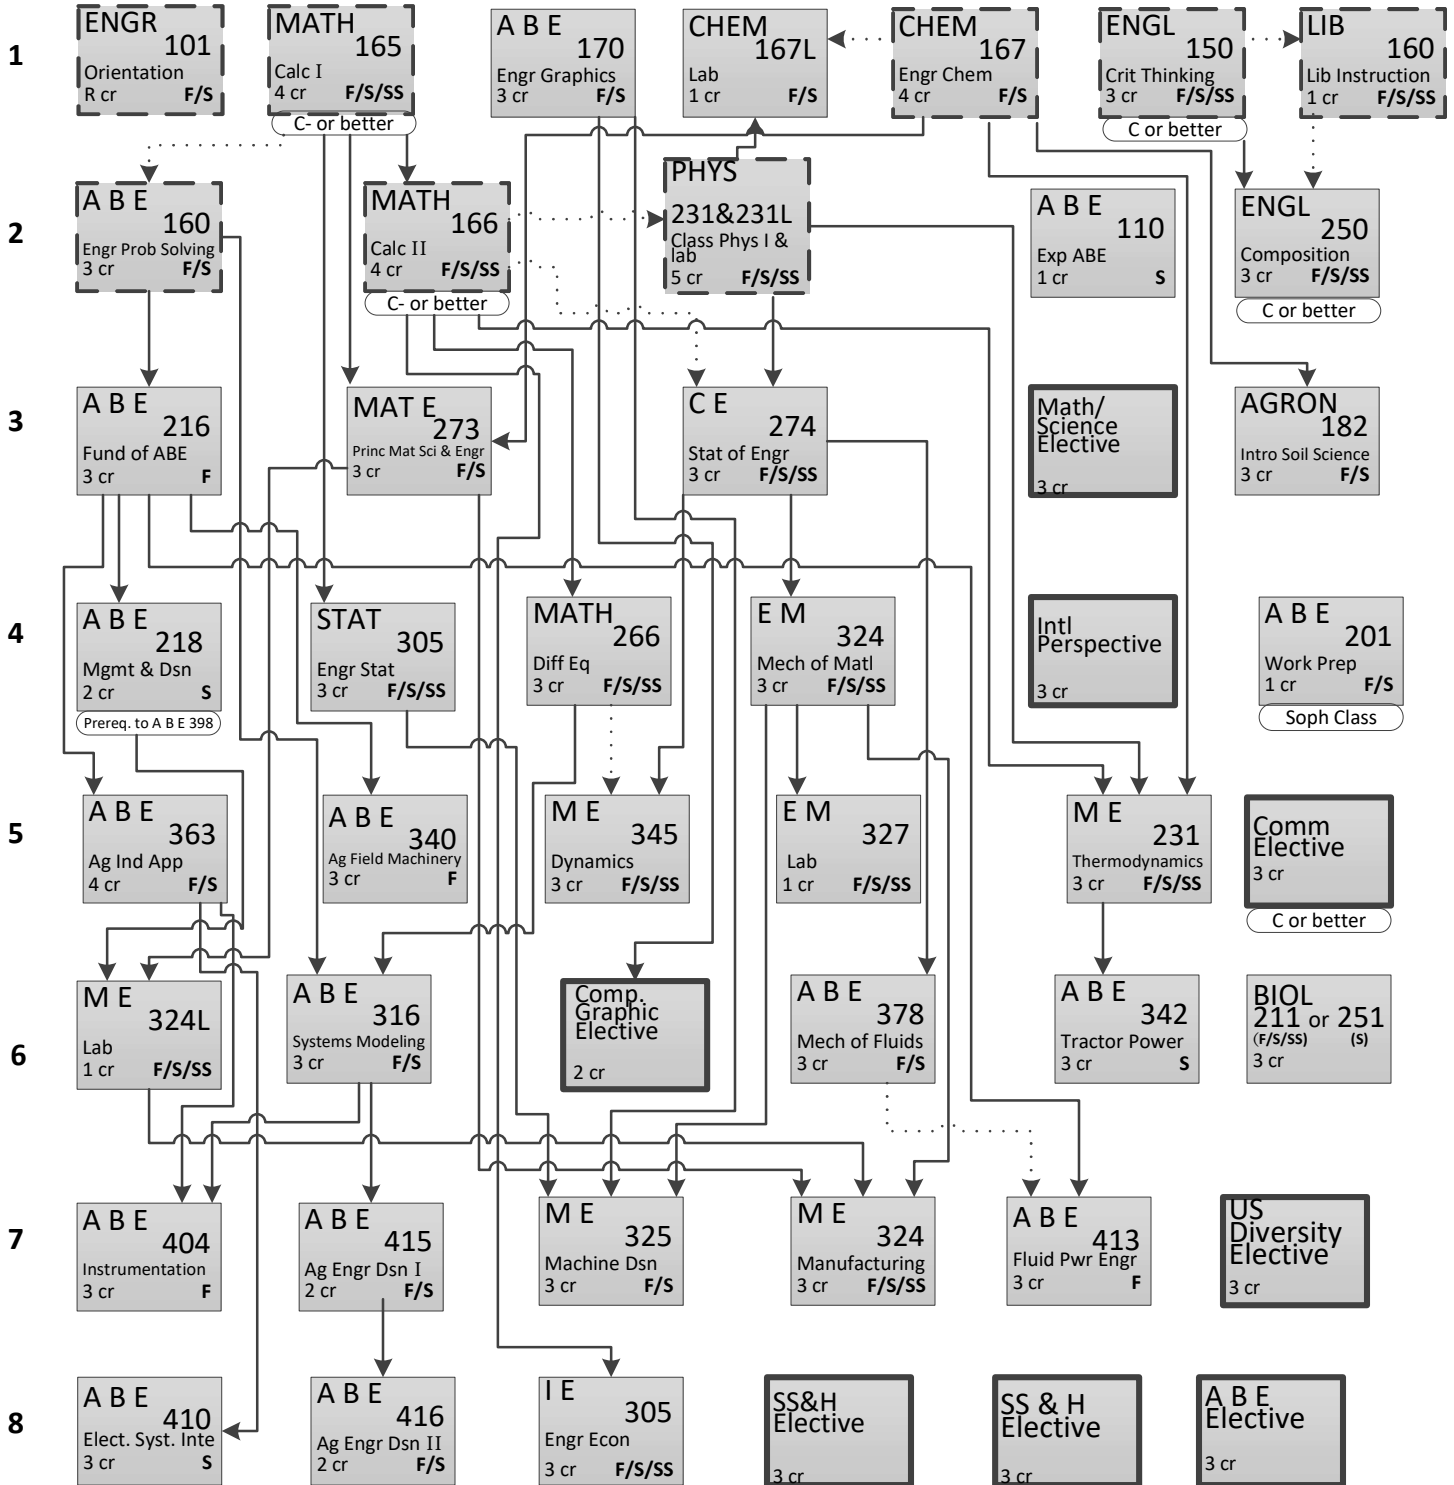 1
ENGR
101
Orientation
R cr F/S
MATH
165
Calc I
4 cr F/S/SS
C- or better
A B E
170
Engr Graphics
3 cr F/S
CHEM
167L
Lab
1 cr F/S
CHEM
167
Engr Chem
4 cr F/S
ENGL
150
Crit Thinking
3 cr F/S/SS
C or better
LIB
160
Lib Instruction
1 cr F/S/SS
2
A B E
160
Engr Prob Solving
3 cr F/S
MATH
166
Calc II
4 cr F/S/SS
C- or better
PHYS
231&231L
Class Phys I &
lab
5 cr F/S/SS
A B E
110
Exp ABE
1 cr S
ENGL
250
Composition
3 cr F/S/SS
C or better
3
A B E
216
Fund of ABE
3 cr F
MAT E
273
Princ Mat Sci & Engr
3 cr F/S
C E
274
Stat of Engr
3 cr F/S/SS
Math/
Science
Elective
3 cr
AGRON
182
Intro Soil Science
3 cr F/S
4
A B E
218
Mgmt & Dsn
2 cr S
Prereq. to A B E 398
STAT
305
Engr Stat
3 cr F/S/SS
MATH
266
Diff Eq
3 cr F/S/SS
E M
324
Mech of Matl
3 cr F/S/SS
Intl
Perspective
3 cr
A B E
201
Work Prep
1 cr F/S
Soph Class
5
A B E
363
Ag Ind App
4 cr F/S
A B E
340
Ag Field Machinery
3 cr F
M E
345
Dynamics
3 cr F/S/SS
E M
327
Lab
1 cr F/S/SS
M E
231
Thermodynamics
3 cr F/S/SS
Comm
Elective
3 cr
C or better
6
M E
324L
Lab
1 cr F/S/SS
A B E
316
Systems Modeling
3 cr F/S
Comp.
Graphic
Elective
2 cr
A B E
378
Mech of Fluids
3 cr F/S
A B E
342
Tractor Power
3 cr S
BIOL
211 or 251
(F/S/SS) (S)
3 cr
7
A B E
404
Instrumentation
3 cr F
A B E
415
Ag Engr Dsn I
2 cr F/S
M E
325
Machine Dsn
3 cr F/S
M E
324
Manufacturing
3 cr F/S/SS
A B E
413
Fluid Pwr Engr
3 cr F
US
Diversity
Elective
3 cr
8
A B E
410
Elect. Syst. Inte
3 cr S
A B E
416
Ag Engr Dsn II
2 cr F/S
I E
305
Engr Econ
3 cr F/S/SS
SS&H
Elective
3 cr
SS & H
Elective
3 cr
A B E
Elective
3 cr